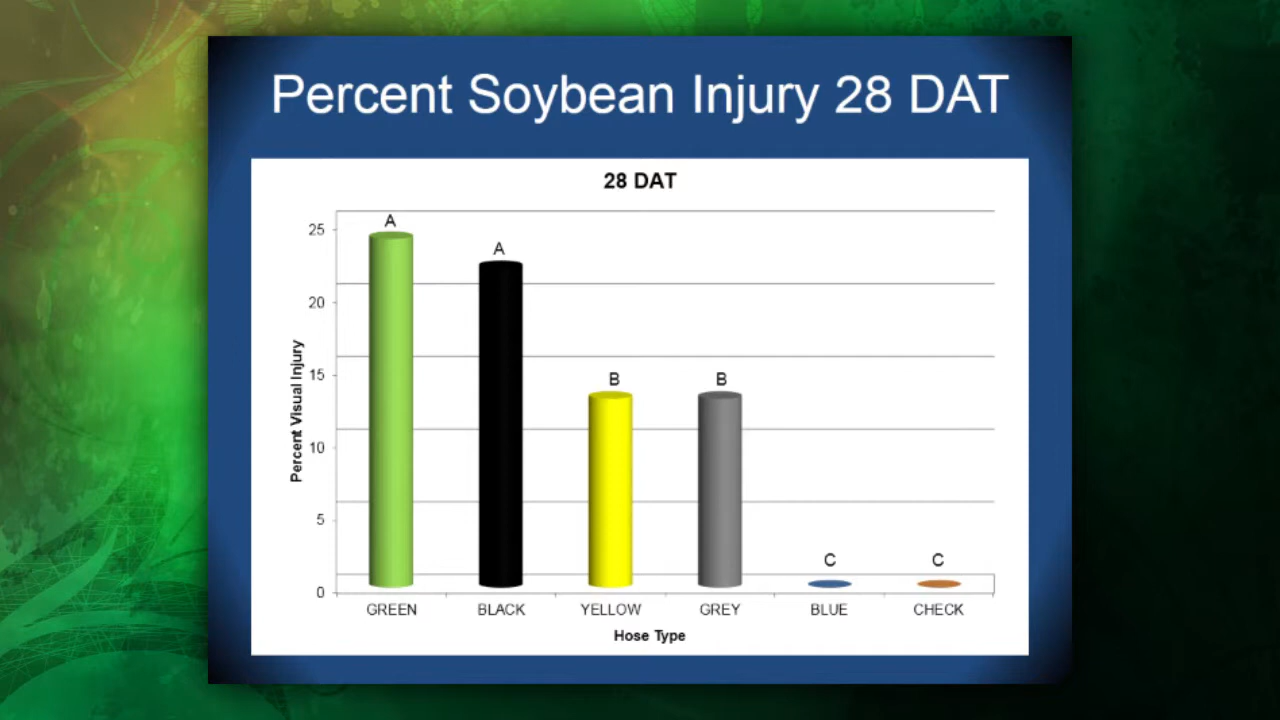 Percent Soybean Injury 28 DAT
28 DAT
A
A
B
B
C
C
25
20
15
10
5
0
Percent Visual Injury
GREEN BLACK YELLOW GREY BLUE CHECK
Hose Type